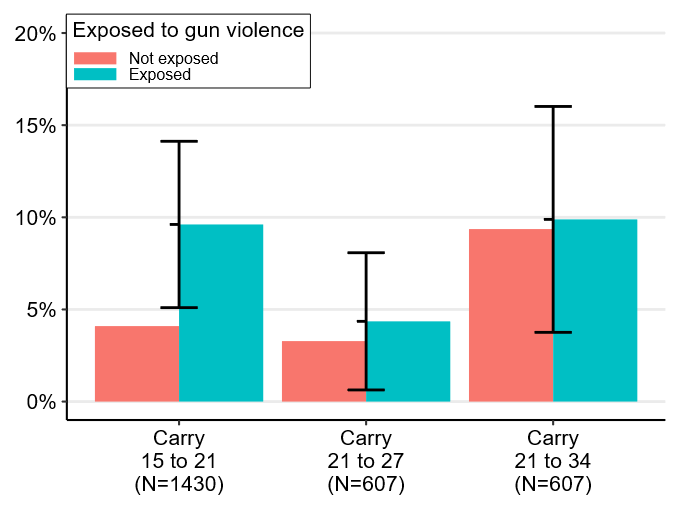 Exposed to gun violence
Not exposed
Exposed
20%
15%
10%
5%
0%
Carry
15 to 21
(N=1430)
Carry
21 to 27
(N=607)
Carry
21 to 34
(N=607)